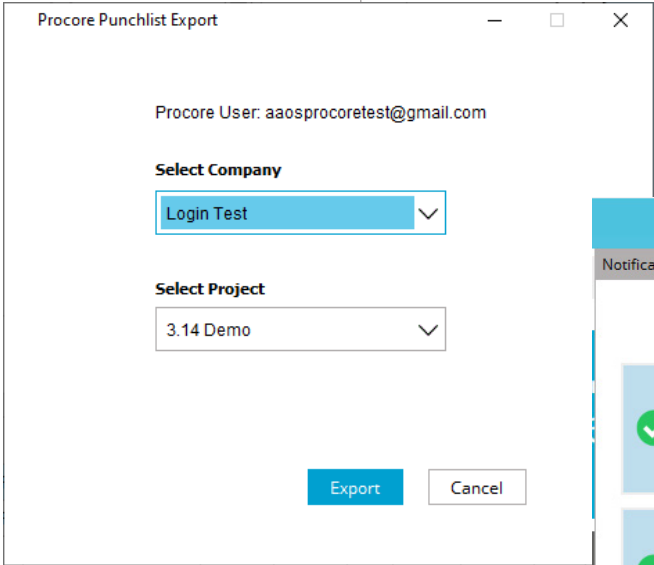 Procore Punchlist Export
Procore User: aaosprocoretest@gmail.com
Select Company
Login Test
Notifica
Select Project
3.14 Demo
Export
Cancel